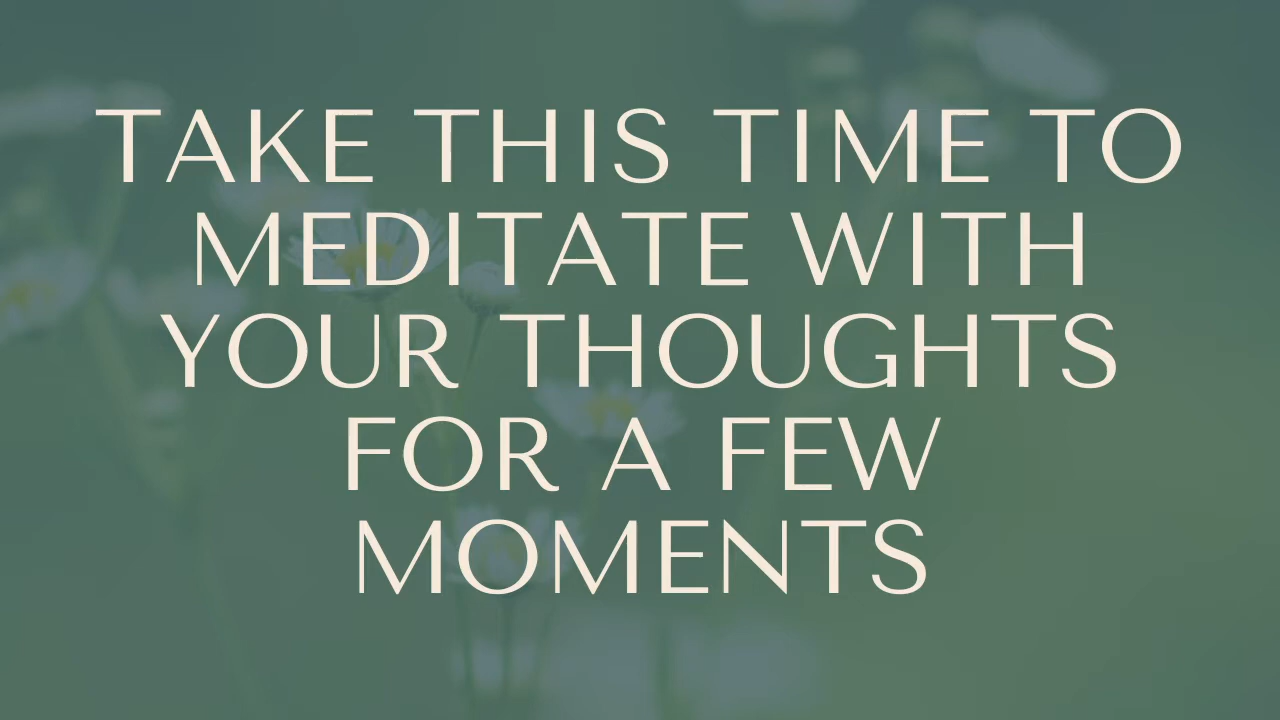 TAKE THIS TIME TO
MEDITATE WITH
YOUR THOUGHTS
FOR A FEW
MOMENTS